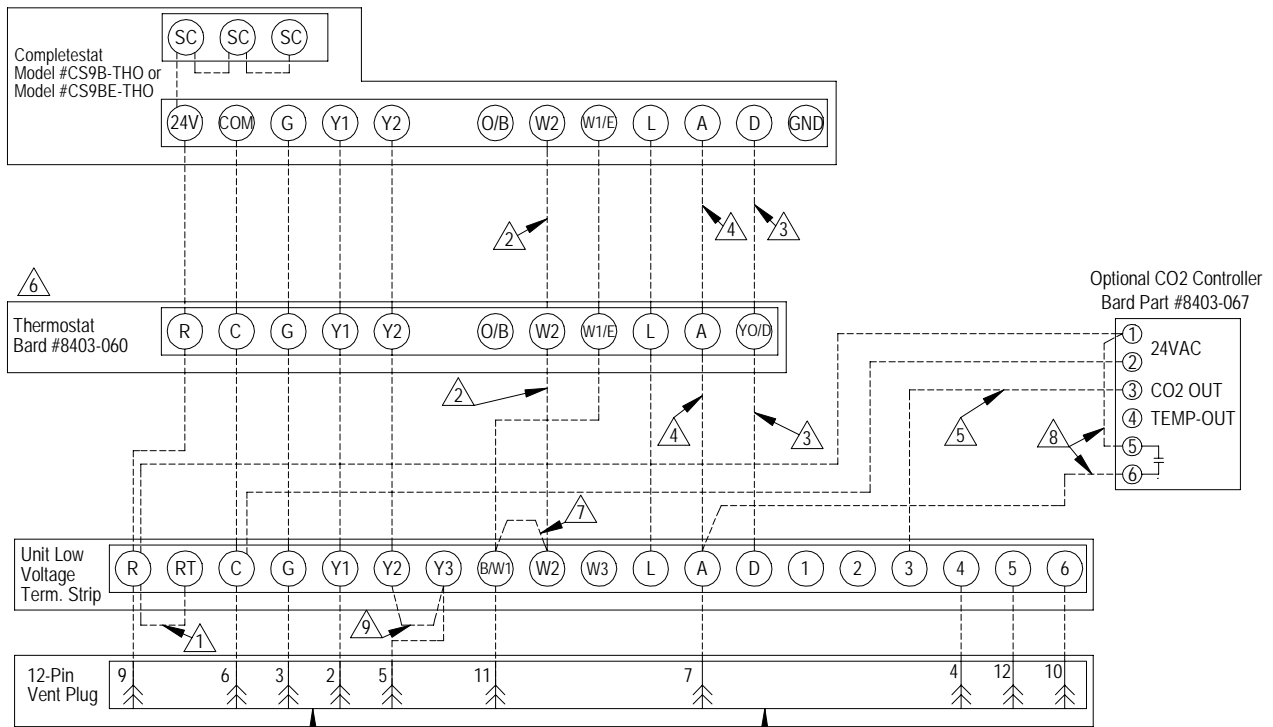 SC SC SC
Completestat
Model #CS9B-THO or
Model #CS9BE-THO
24V COM G Y1 Y2 O/B W2 W1/E L A D GND
2 4 3
6
Thermostat
Bard #8403-060
R C G Y1 Y2 O/B W2 W1/E L A YO/D
Optional CO2 Controller
Bard Part #8403-067
1
24VAC
2
3 CO2 OUT
4 TEMP-OUT
5
6
2 4 3 5 8
7
Unit Low
Voltage
Term. Strip
R RT C G Y1 Y2 Y3 B/W1 W2 W3 L A D 1 2 3 4 5 6
1 9
12-Pin
Vent Plug
9 6 3 2 5 11 7 4 12 10